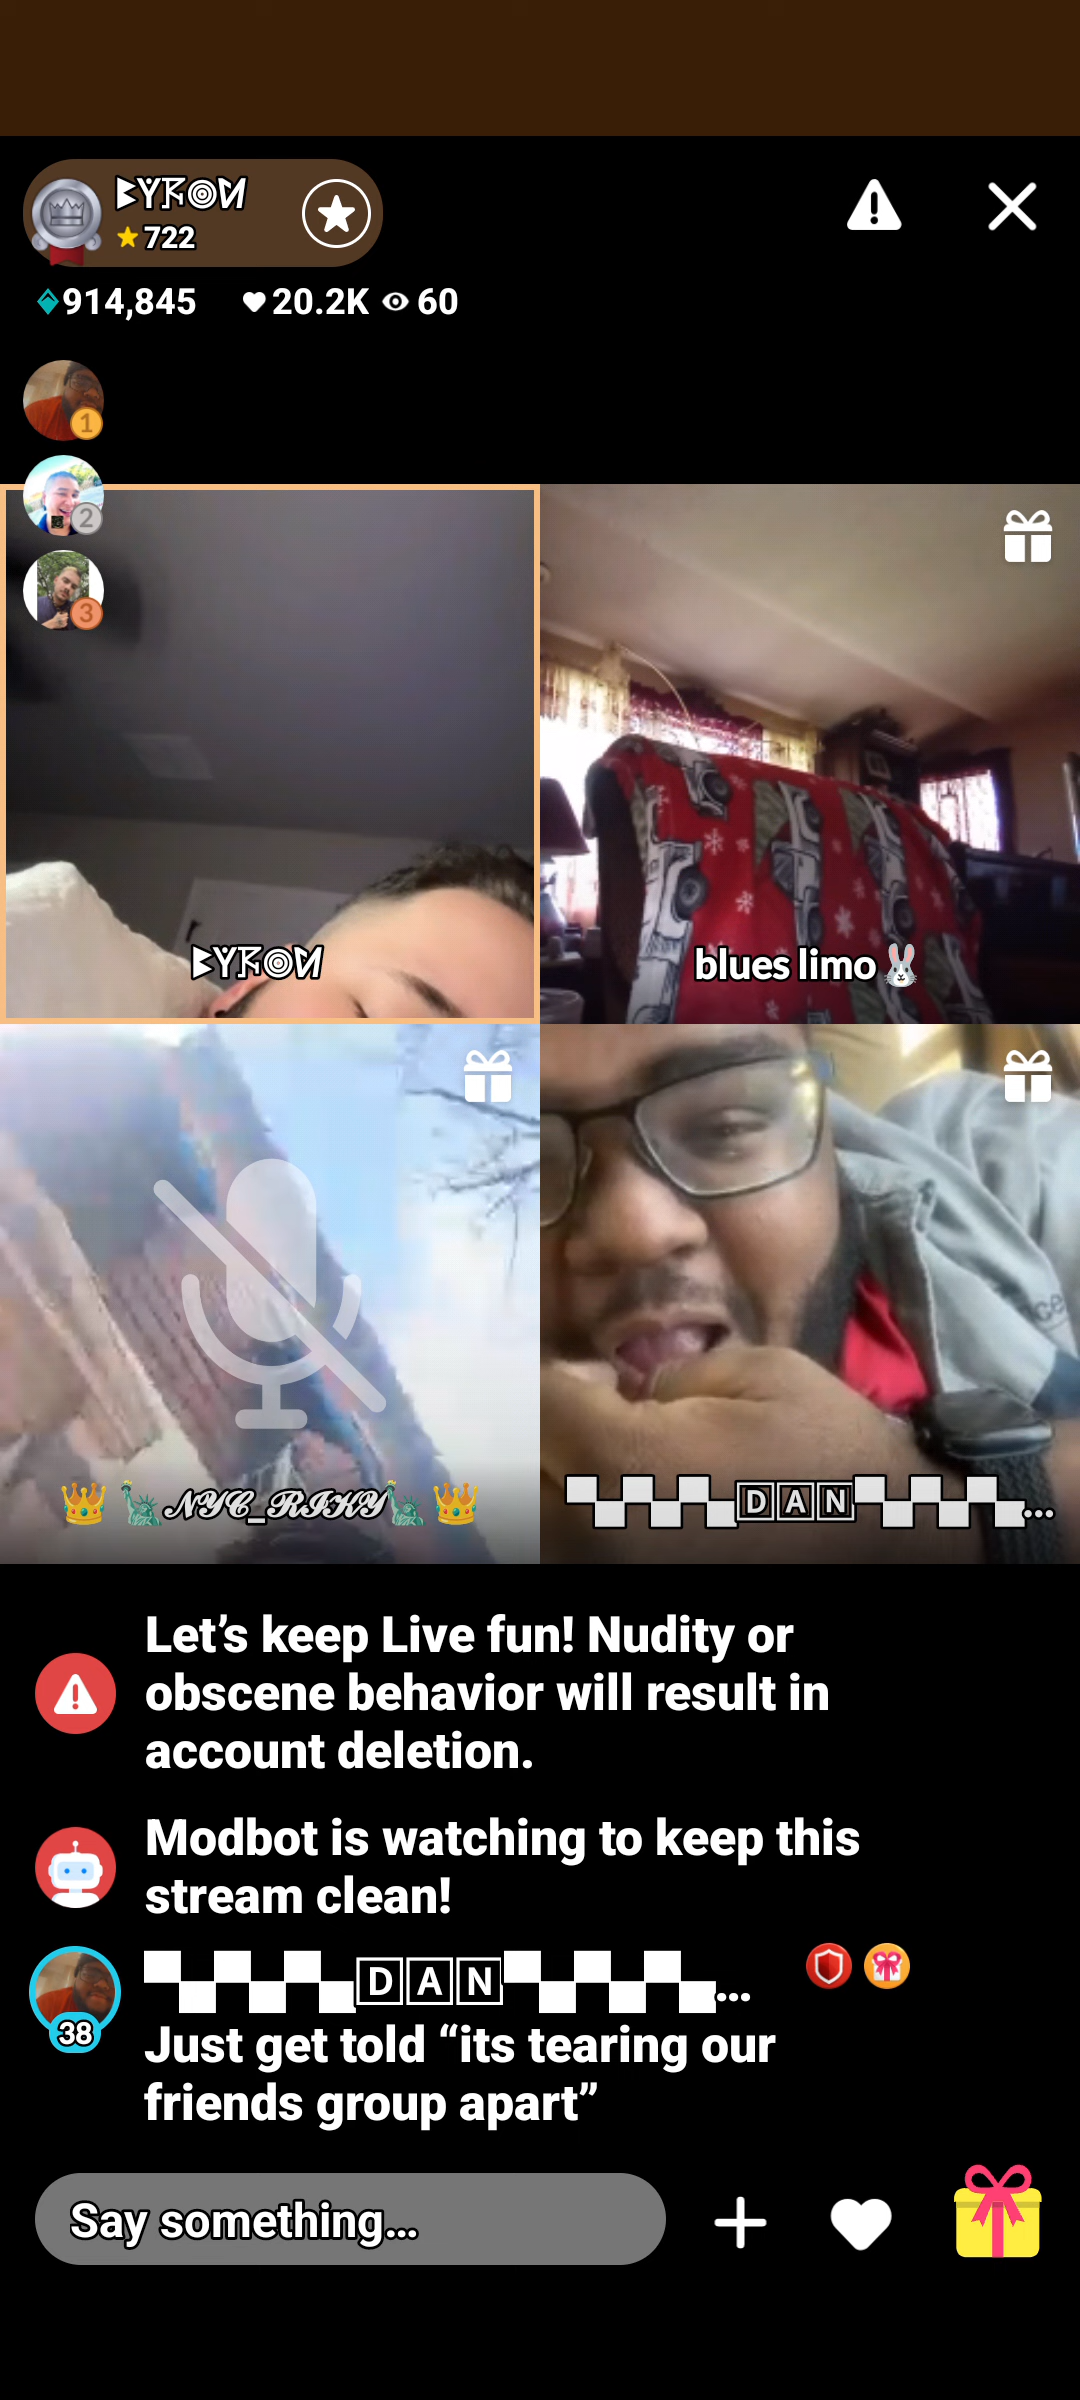 BYRON
722
914,845 20.2K 60
1
2
3
BYRON
blues limo
NYC_RIKY
DAN...
Let’s keep Live fun! Nudity or
obscene behavior will result in
account deletion.
Modbot is watching to keep this
stream clean!
DAN...
38
Just get told “its tearing our
friends group apart”
Say something...